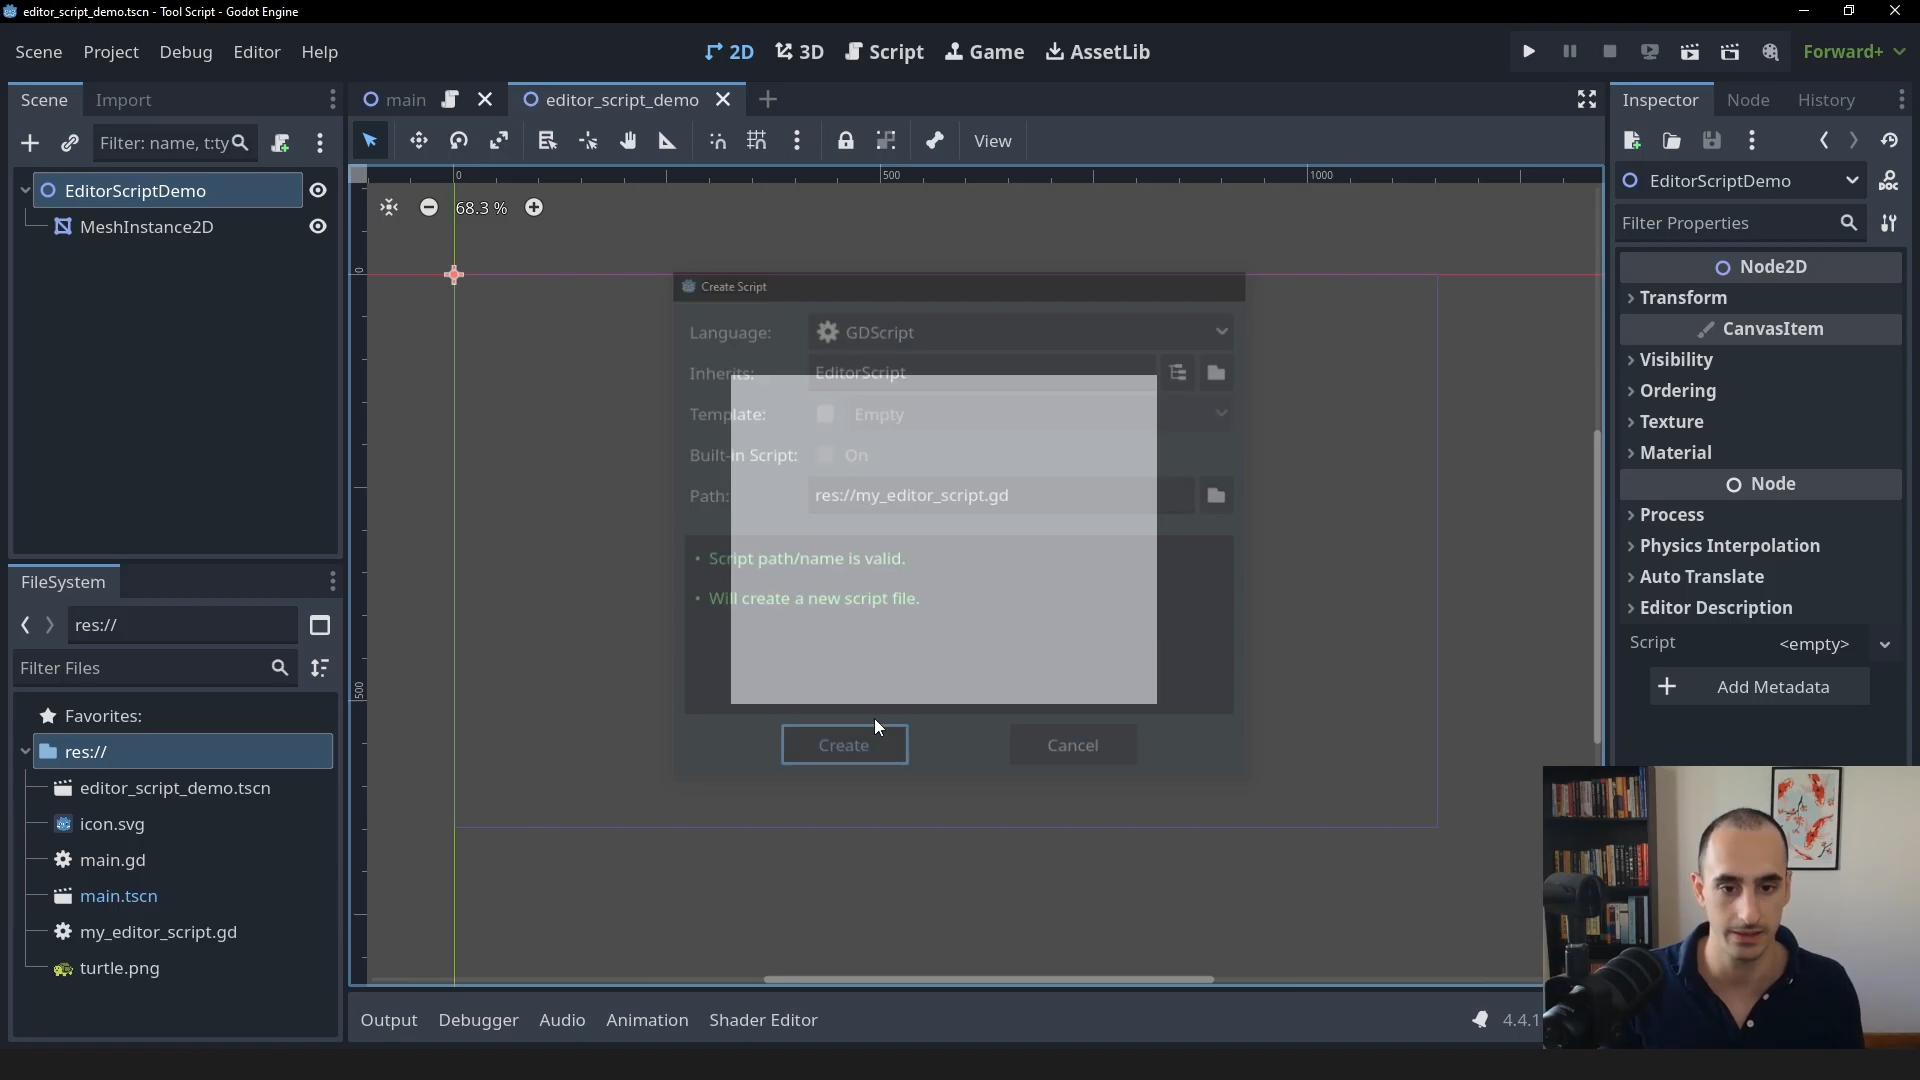 editor_script_demo.tscn - Tool Script - Godot Engine
Scene Project Debug Editor Help
2D 3D Script Game AssetLib
Forward+
Scene Import
main
editor_script_demo
Inspector Node History
Filter: name, t:ty
View
EditorScriptDemo
MeshInstance2D
0 500 1000
68.3 %
0
500
Create Script
Language: GDScript
Inherits: EditorScript
Template: Empty
Built-in Script: On
Path: res://my_editor_script.gd
• Script path/name is valid.
• Will create a new script file.
Create Cancel
EditorScriptDemo
Filter Properties
Node2D
Transform
CanvasItem
Visibility
Ordering
Texture
Material
Node
Process
Physics Interpolation
Auto Translate
Editor Description
Script <empty>
Add Metadata
FileSystem
res://
Filter Files
Favorites:
res://
editor_script_demo.tscn
icon.svg
main.gd
main.tscn
my_editor_script.gd
turtle.png
Output Debugger Audio Animation Shader Editor
4.4.1